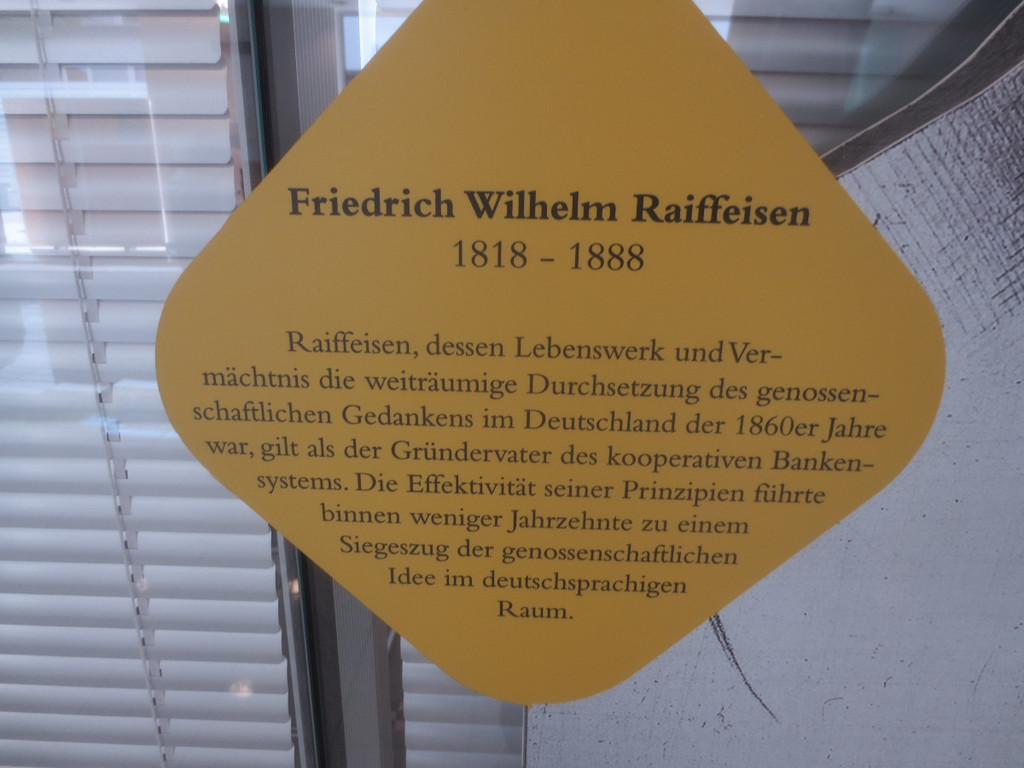 Friedrich Wilhelm Raiffeisen
1818 - 1888
Raiffeisen, dessen Lebenswerk und Ver-
mächtnis die weiträumige Durchsetzung des genossen-
schaftlichen Gedankens im Deutschland der 1860er Jahre
war, gilt als der Gründervater des kooperativen Banken-
systems. Die Effektivität seiner Prinzipien führte
binnen weniger Jahrzehnte zu einem
Siegeszug der genossenschaftlichen
Idee im deutschsprachigen
Raum.